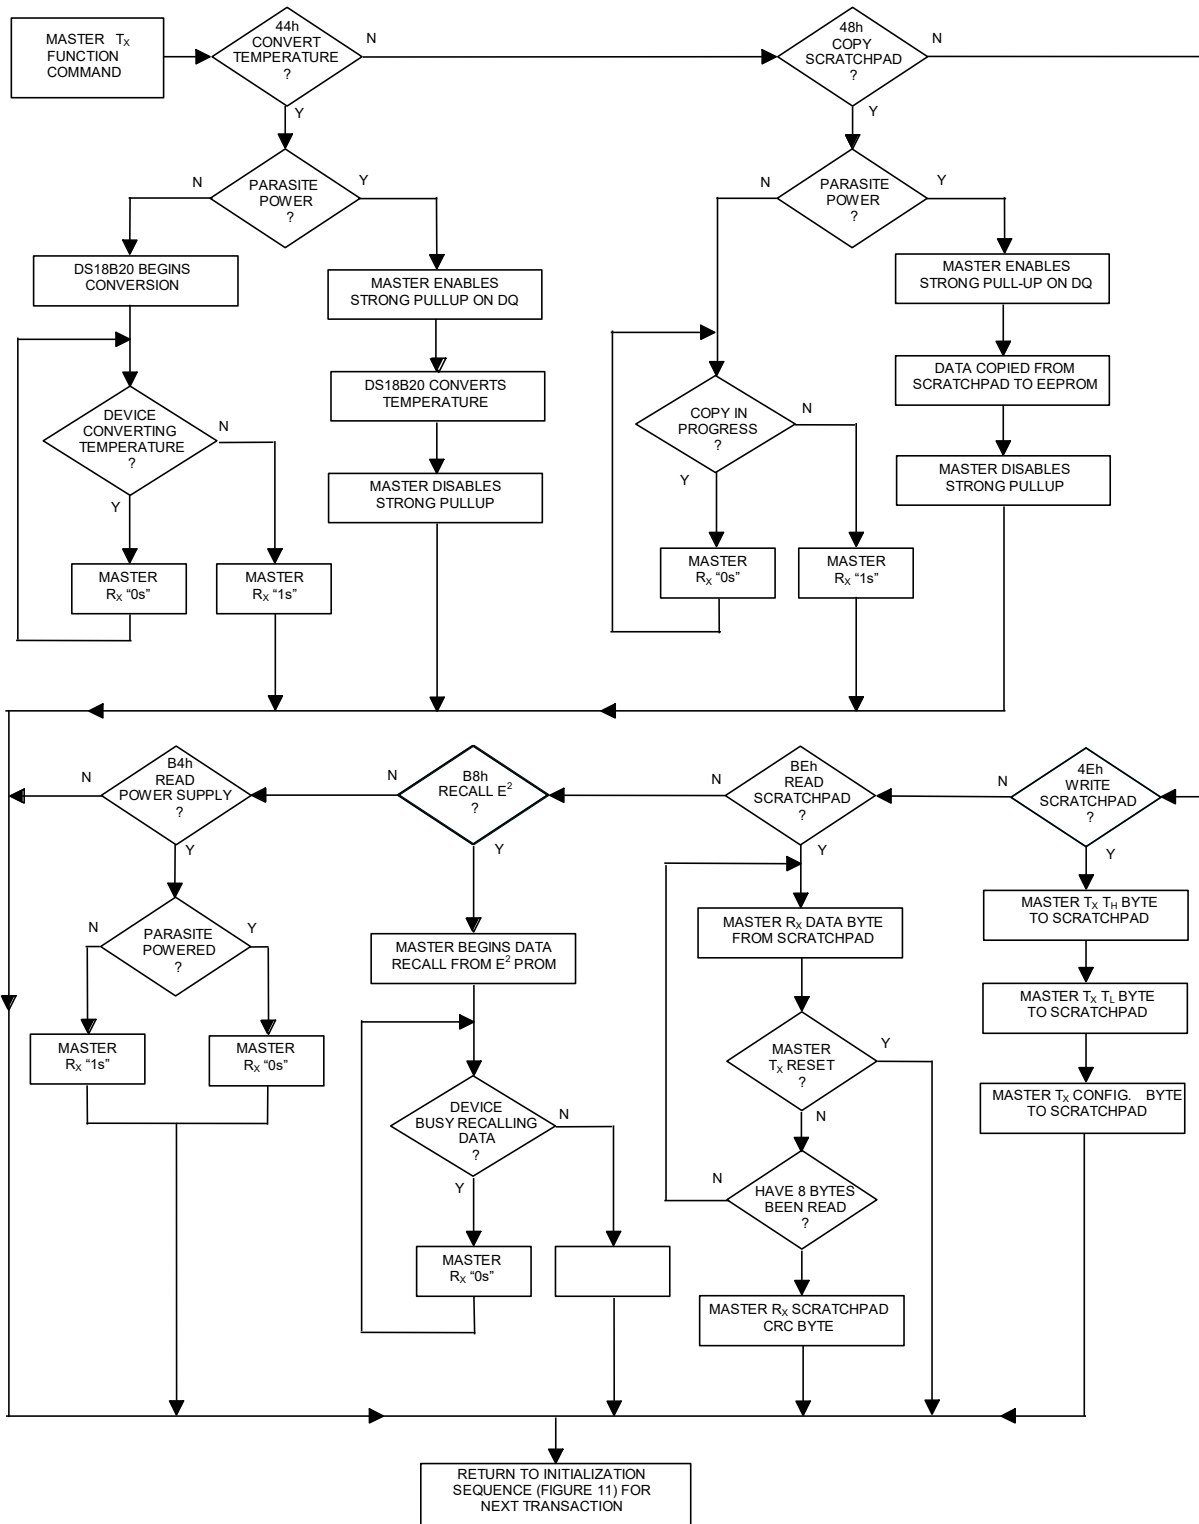 MASTER TX
FUNCTION
COMMAND
44h
CONVERT
TEMPERATURE
?
N
Y
48h
COPY
SCRATCHPAD
?
N
Y
PARASITE
POWER
?
N
Y
PARASITE
POWER
?
N
Y
DS18B20 BEGINS
CONVERSION
MASTER ENABLES
STRONG PULLUP ON DQ
MASTER ENABLES
STRONG PULL-UP ON DQ
DS18B20 CONVERTS
TEMPERATURE
DATA COPIED FROM
SCRATCHPAD TO EEPROM
DEVICE
CONVERTING
TEMPERATURE
?
N
Y
COPY IN
PROGRESS
?
N
Y
MASTER DISABLES
STRONG PULLUP
MASTER DISABLES
STRONG PULLUP
MASTER
RX “0s”
MASTER
RX “1s”
MASTER
RX “0s”
MASTER
RX “1s”
B4h
READ
POWER SUPPLY
?
N
Y
B8h
RECALL E²
?
N
Y
BEh
READ
SCRATCHPAD
?
N
Y
4Eh
WRITE
SCRATCHPAD
?
N
Y
PARASITE
POWERED
?
N
Y
MASTER BEGINS DATA
RECALL FROM E² PROM
MASTER RX DATA BYTE
FROM SCRATCHPAD
MASTER TX TH BYTE
TO SCRATCHPAD
MASTER TX TL BYTE
TO SCRATCHPAD
MASTER
RX “1s”
MASTER
RX “0s”
MASTER
TX RESET
?
Y
N
MASTER TX CONFIG. BYTE
TO SCRATCHPAD
DEVICE
BUSY RECALLING
DATA
?
N
Y
HAVE 8 BYTES
BEEN READ
?
N
MASTER
RX “0s”
MASTER RX SCRATCHPAD
CRC BYTE
RETURN TO INITIALIZATION
SEQUENCE (FIGURE 11) FOR
NEXT TRANSACTION